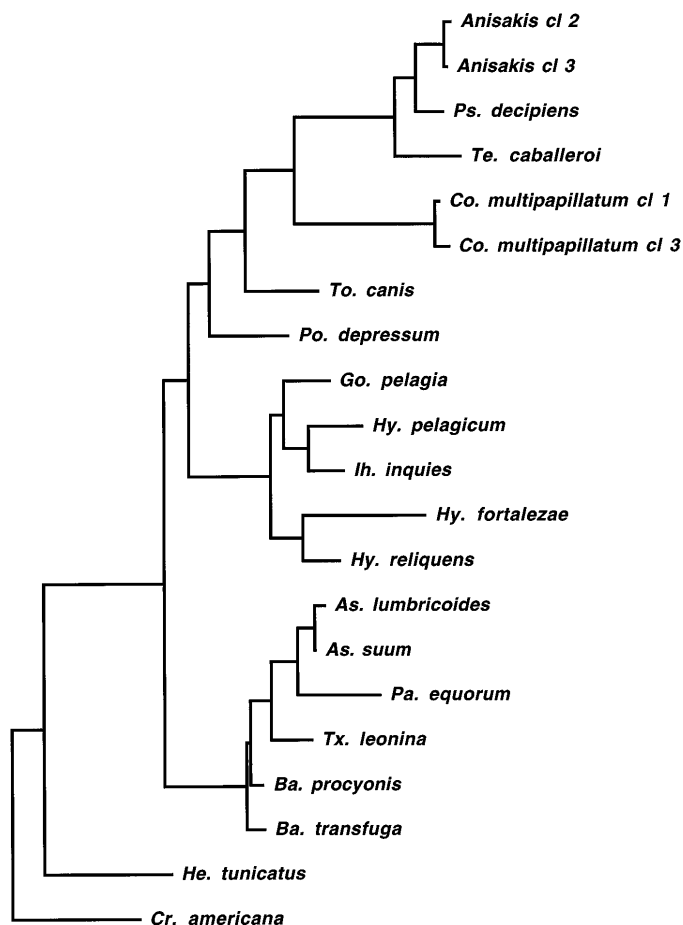 Anisakis cl 2
Anisakis cl 3
Ps. decipiens
Te. caballeroi
Co. multipapillatum cl 1
Co. multipapillatum cl 3
To. canis
Po. depressum
Go. pelagia
Hy. pelagicum
Ih. inquies
Hy. fortalezae
Hy. reliquens
As. lumbricoides
As. suum
Pa. equorum
Tx. leonina
Ba. procyonis
Ba. transfuga
He. tunicatus
Cr. americana